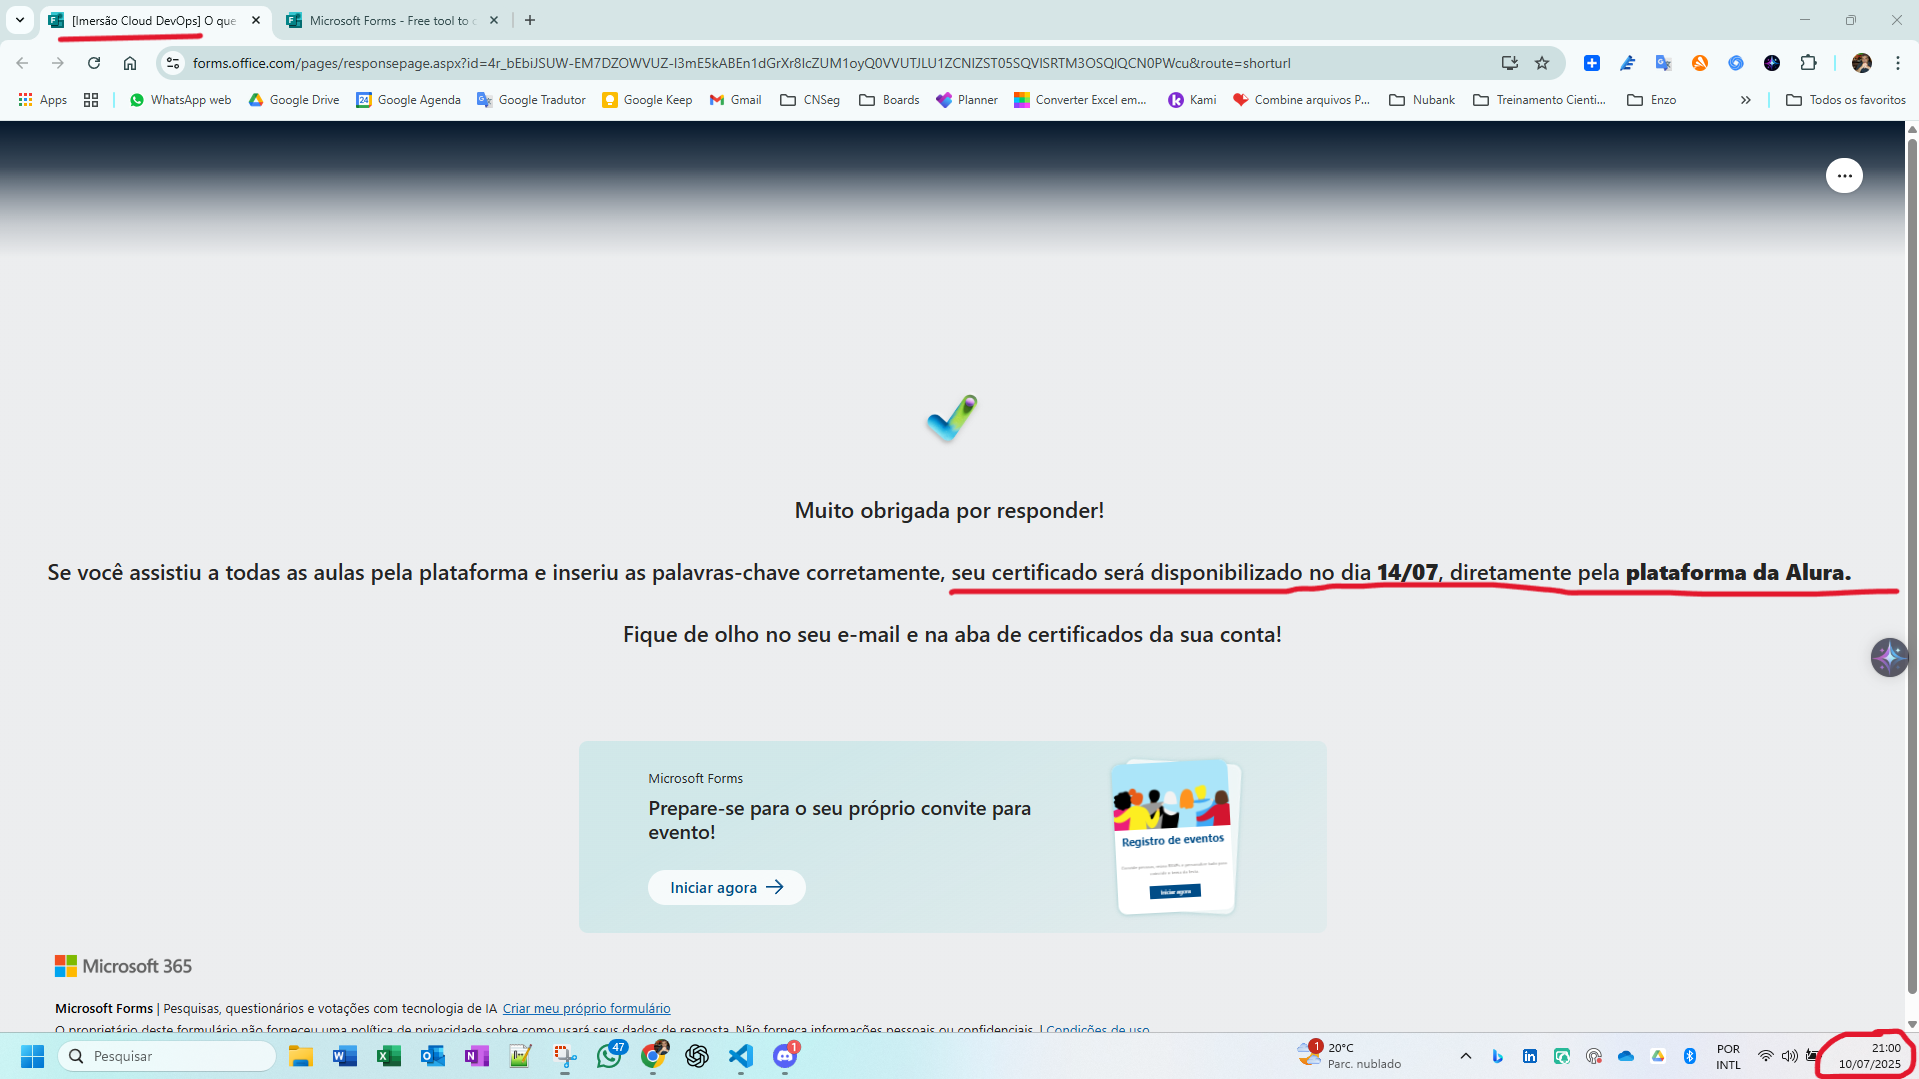 [Imersão Cloud DevOps] O que
Microsoft Forms - Free tool to c
forms.office.com/pages/responsepage.aspx?id=4r_bEbiJSUW-EM7DZOWVUZ-I3mE5kABEn1dGrXr8lcZUM1oyQ0VVUTJLU1ZCNlZST05SQVlSRTM3OSQlQCN0PWcu&route=shorturl
Apps WhatsApp web Google Drive 24 Google Agenda Google Tradutor Google Keep Gmail CNSeg Boards Planner Converter Excel em... Kami Combine arquivos P... Nubank Treinamento Cienti... Enzo Todos os favoritos
Muito obrigada por responder!
Se você assistiu a todas as aulas pela plataforma e inseriu as palavras-chave corretamente, seu certificado será disponibilizado no dia 14/07, diretamente pela plataforma da Alura.
Fique de olho no seu e-mail e na aba de certificados da sua conta!
Microsoft Forms
Prepare-se para o seu próprio convite para
evento!
Iniciar agora
Registro de eventos
Iniciar agora
Microsoft 365
Microsoft Forms | Pesquisas, questionários e votações com tecnologia de IA Criar meu próprio formulário
O proprietário deste formulário não forneceu uma política de privacidade sobre como usará seus dados de resposta. Não forneça informações pessoais ou confidenciais. | Condições de uso
Pesquisar
47
1
1
20°C
Parc. nublado
POR
INTL
21:00
10/07/2025